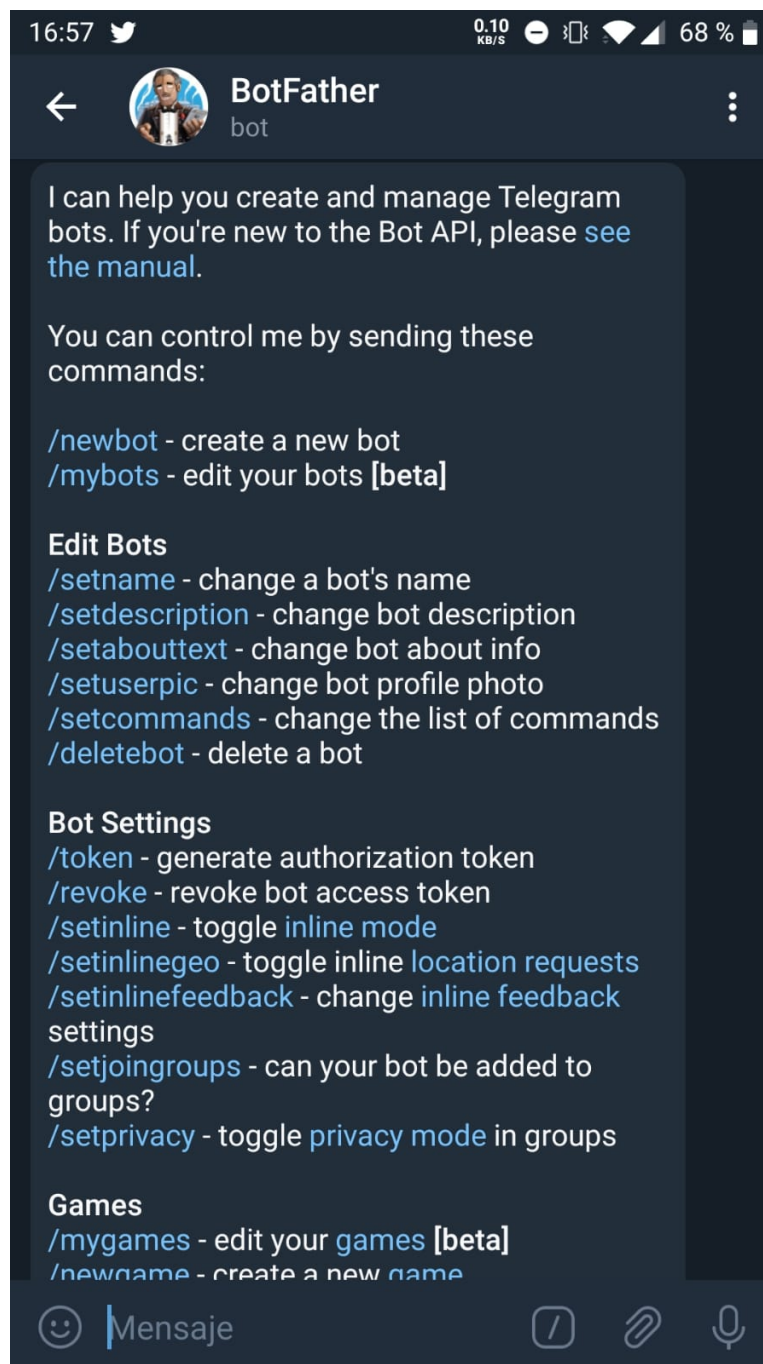 16:57
0.10
KB/S
68 %
BotFather
bot
I can help you create and manage Telegram
bots. If you're new to the Bot API, please see
the manual.
You can control me by sending these
commands:
/newbot - create a new bot
/mybots - edit your bots [beta]
Edit Bots
/setname - change a bot's name
/setdescription - change bot description
/setabouttext - change bot about info
/setuserpic - change bot profile photo
/setcommands - change the list of commands
/deletebot - delete a bot
Bot Settings
/token - generate authorization token
/revoke - revoke bot access token
/setinline - toggle inline mode
/setinlinegeo - toggle inline location requests
/setinlinefeedback - change inline feedback
settings
/setjoingroups - can your bot be added to
groups?
/setprivacy - toggle privacy mode in groups
Games
/mygames - edit your games [beta]
/newgame - create a new game
Mensaje